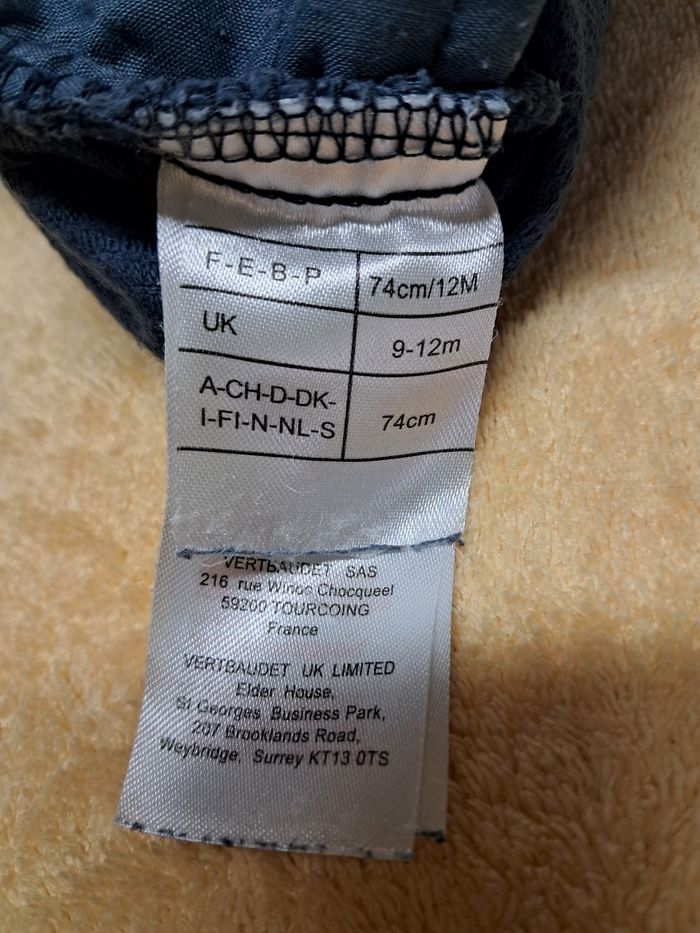 F-E-B-P 74cm/12M
UK 9-12m
A-CH-D-DK-
I-FI-N-NL-S 74cm
VERTBAUDET SAS
216 rue Winoc Chocqueel
59200 TOURCOING
France
VERTBAUDET UK LIMITED
Elder House,
St Georges Business Park,
207 Brooklands Road,
Weybridge, Surrey KT13 0TS